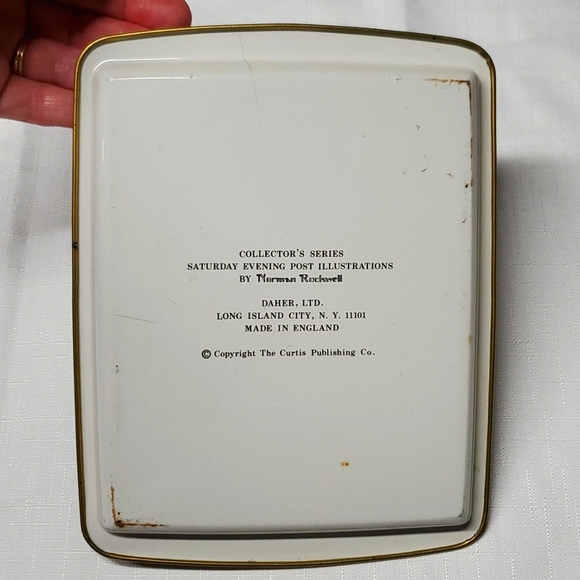 COLLECTOR'S SERIES
SATURDAY EVENING POST ILLUSTRATIONS
BY Norman Rockwell
DAHER, LTD.
LONG ISLAND CITY, N. Y. 11101
MADE IN ENGLAND
© Copyright The Curtis Publishing Co.